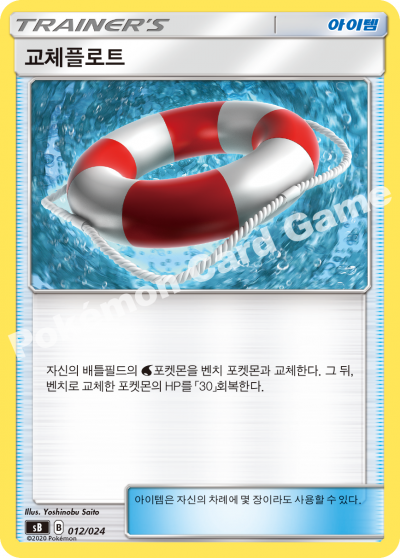 TRAINER'S 아이템
교체플로트
Pokémon Card Game
자신의 배틀필드의 포켓몬을 벤치 포켓몬과 교체한다. 그 뒤,
벤치로 교체한 포켓몬의 HP를 「30」회복한다.
Illus. Yoshinobu Saito
sB B 012/024
©2020 Pokémon
아이템은 자신의 차례에 몇 장이라도 사용할 수 있다.